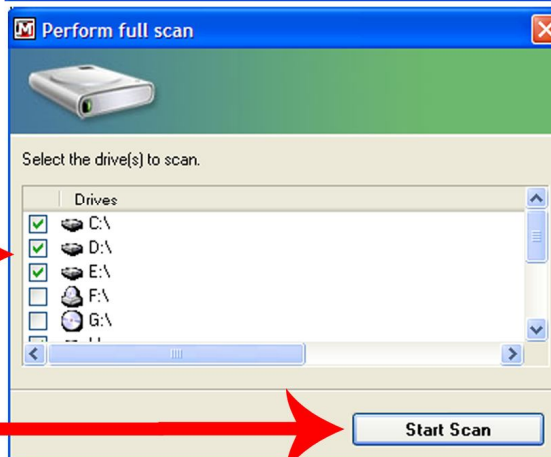 M Perform full scan
Select the drive(s) to scan.
Drives
C:\
D:\
E:\
F:\
G:\
Start Scan